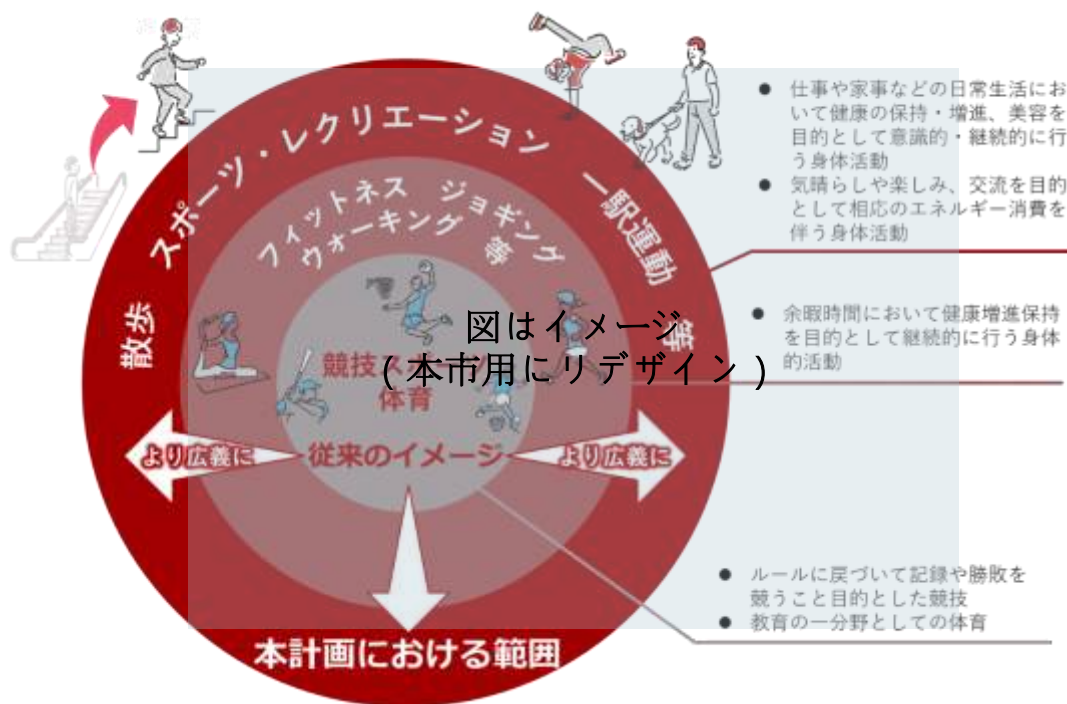 スポーツ・レクリエーション
散歩
一駅運動
等
フィットネス ジョギング
ウォーキング 等
図はイメージ
(本市用にリデザイン)
競技スポーツ
体育
より広義に
従来のイメージ
より広義に
本計画における範囲
● 仕事や家事などの日常生活にお
いて健康の保持・増進、美容を
目的として意識的・継続的に行
う身体活動
● 気晴らしや楽しみ、交流を目的
として相応のエネルギー消費を
伴う身体活動
● 余暇時間において健康増進保持
を目的として継続的に行う身体
的活動
● ルールに戻づいて記録や勝敗を
競うこと目的とした競技
● 教育の一分野としての体育